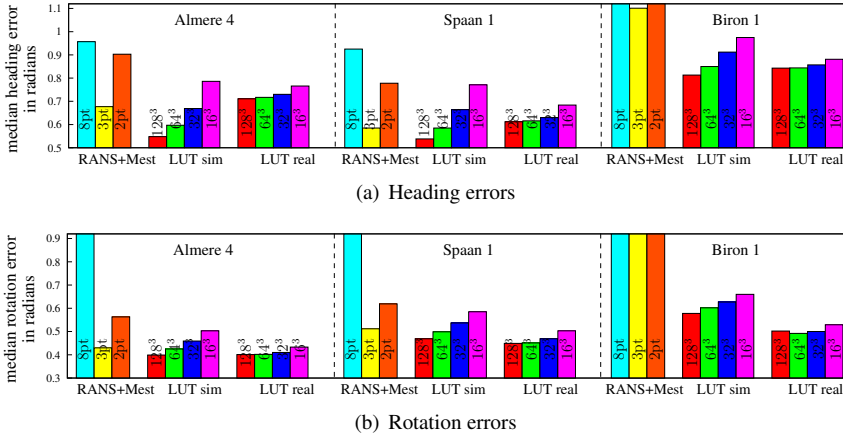 median heading error
in radians
1.1
1
0.9
0.8
0.7
0.6
0.5
Almere 4
Spaan 1
Biron 1
8pt 3pt 2pt 128³ 64³ 32³ 16³ 128³ 64³ 32³ 16³
8pt 3pt 2pt 128³ 64³ 32³ 16³ 128³ 64³ 32³ 16³
8pt 3pt 2pt 128³ 64³ 32³ 16³ 128³ 64³ 32³ 16³
RANS+Mest LUT sim LUT real
RANS+Mest LUT sim LUT real
RANS+Mest LUT sim LUT real
(a) Heading errors
median rotation error
in radians
0.9
0.8
0.7
0.6
0.5
0.4
0.3
Almere 4
Spaan 1
Biron 1
8pt 3pt 2pt 128³ 64³ 32³ 16³ 128³ 64³ 32³ 16³
8pt 3pt 2pt 128³ 64³ 32³ 16³ 128³ 64³ 32³ 16³
8pt 3pt 2pt 128³ 64³ 32³ 16³ 128³ 64³ 32³ 16³
RANS+Mest LUT sim LUT real
RANS+Mest LUT sim LUT real
RANS+Mest LUT sim LUT real
(b) Rotation errors